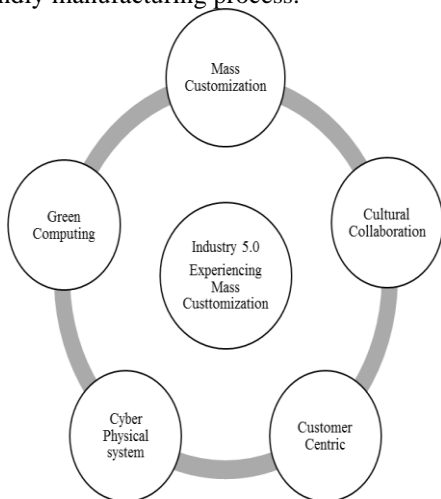 ndly manufacturing process.
Mass
Customization
Green
Computing
Cultural
Collaboration
Industry 5.0
Experiencing
Mass
Custtomization
Cyber
Physical
system
Customer
Centric